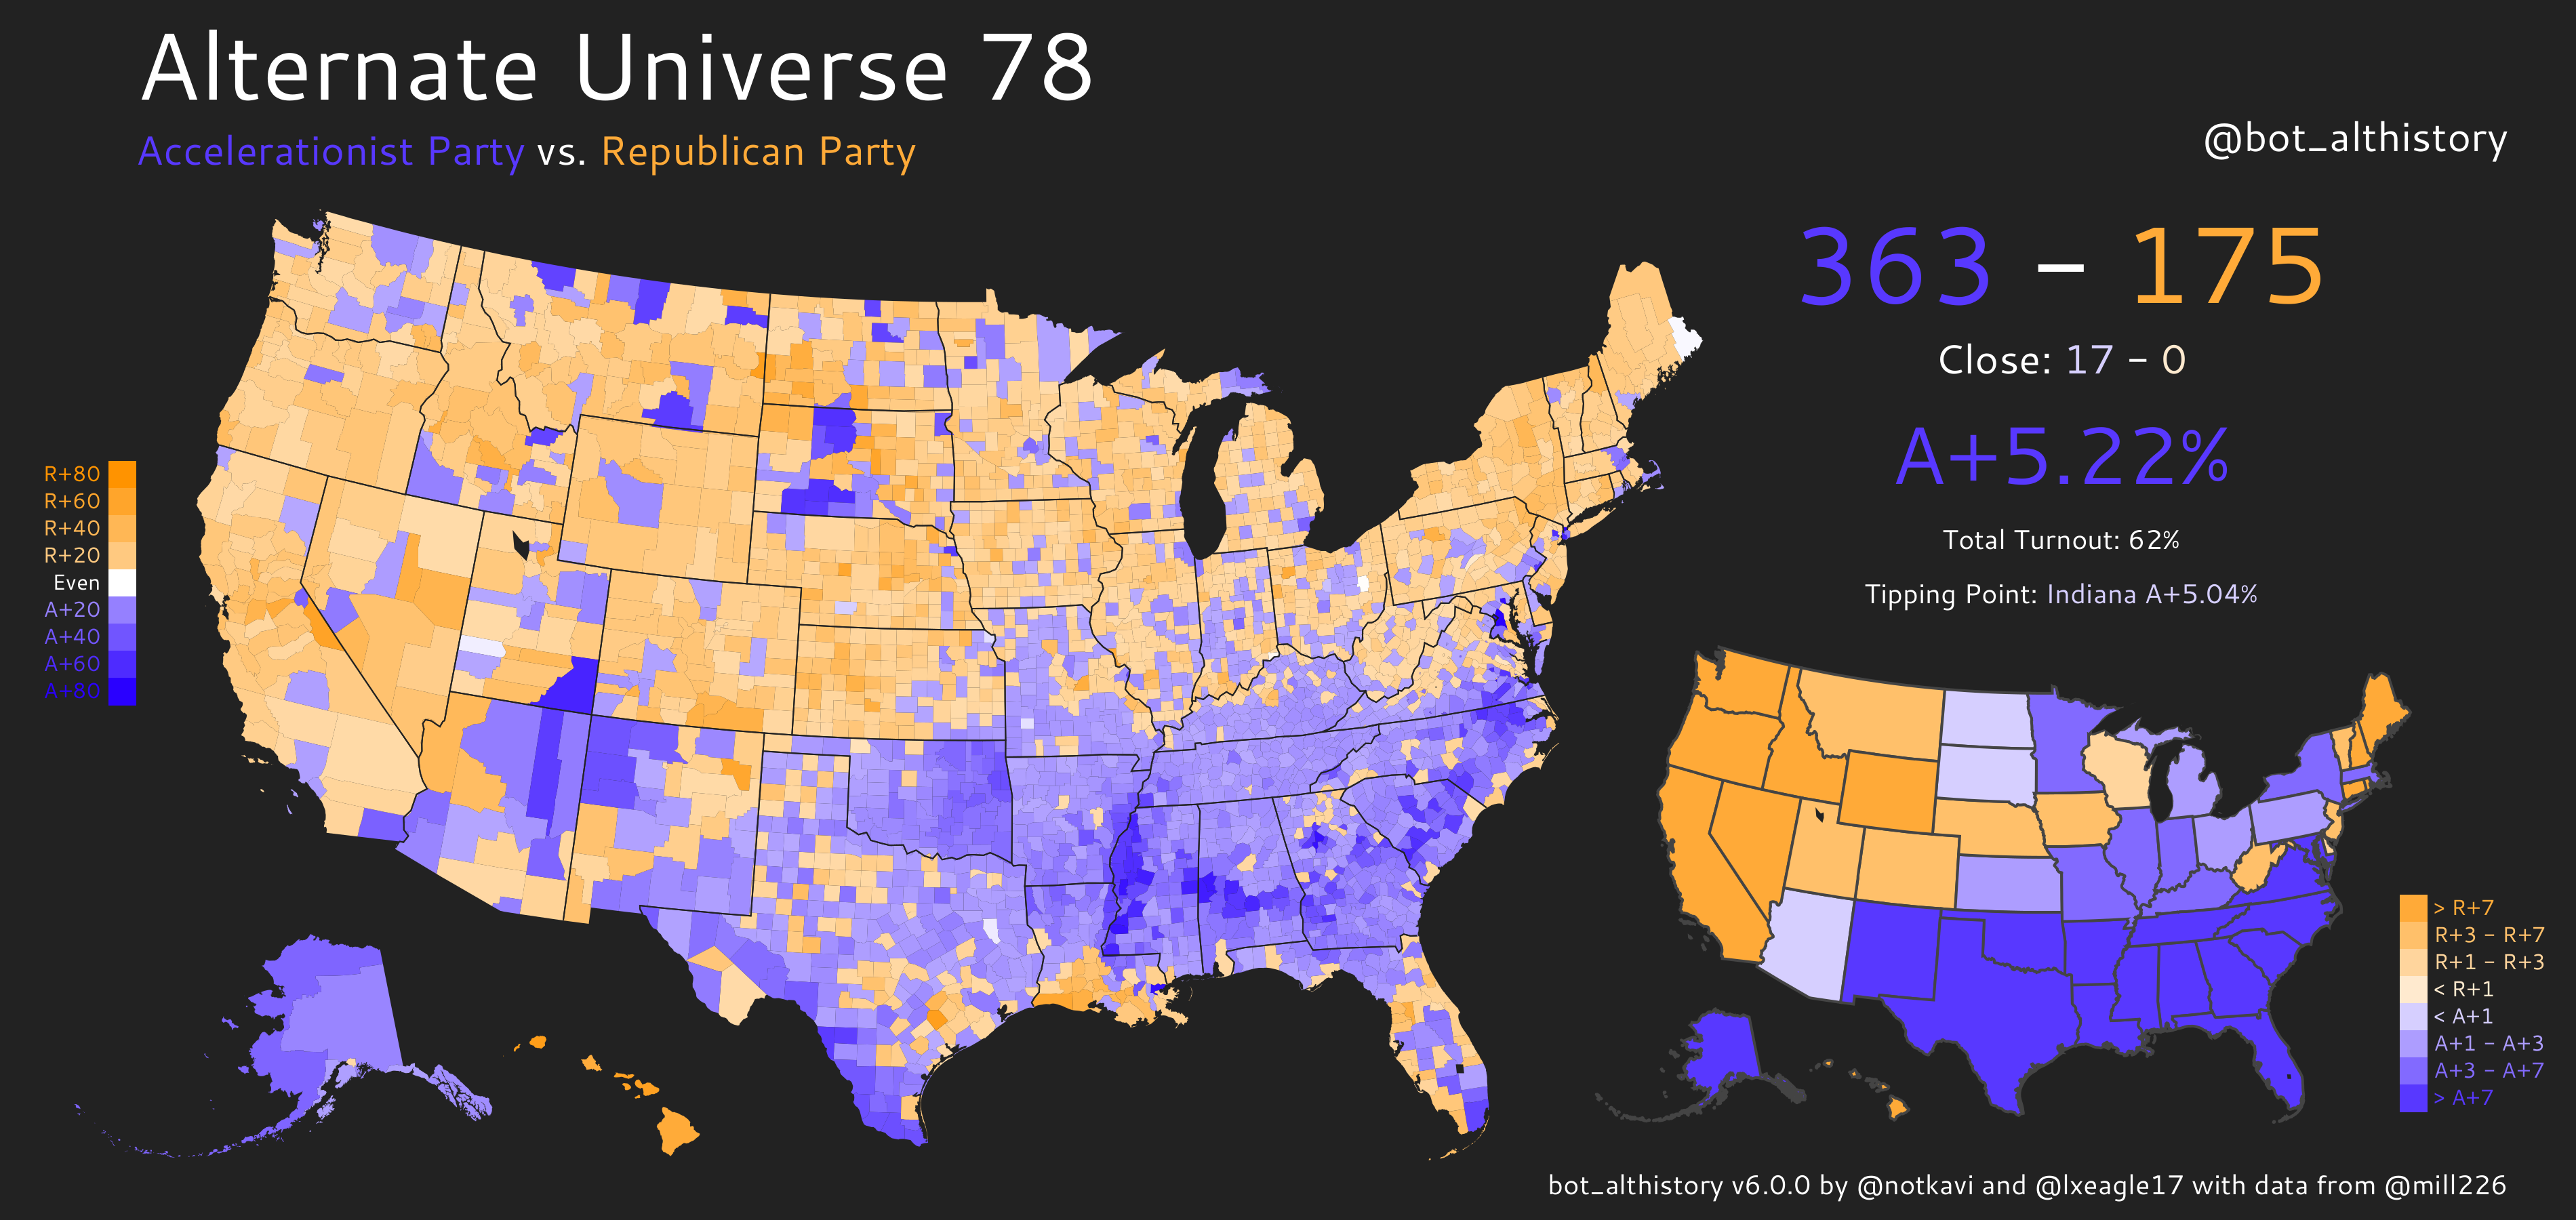 Alternate Universe 78
Accelerationist Party vs. Republican Party
@bot_althistory
363 – 175
Close: 17 - 0
A+5.22%
Total Turnout: 62%
Tipping Point: Indiana A+5.04%
R+80
R+60
R+40
R+20
Even
A+20
A+40
A+60
A+80
> R+7
R+3 - R+7
R+1 - R+3
< R+1
< A+1
A+1 - A+3
A+3 - A+7
> A+7
bot_althistory v6.0.0 by @notkavi and @lxeagle17 with data from @mill226